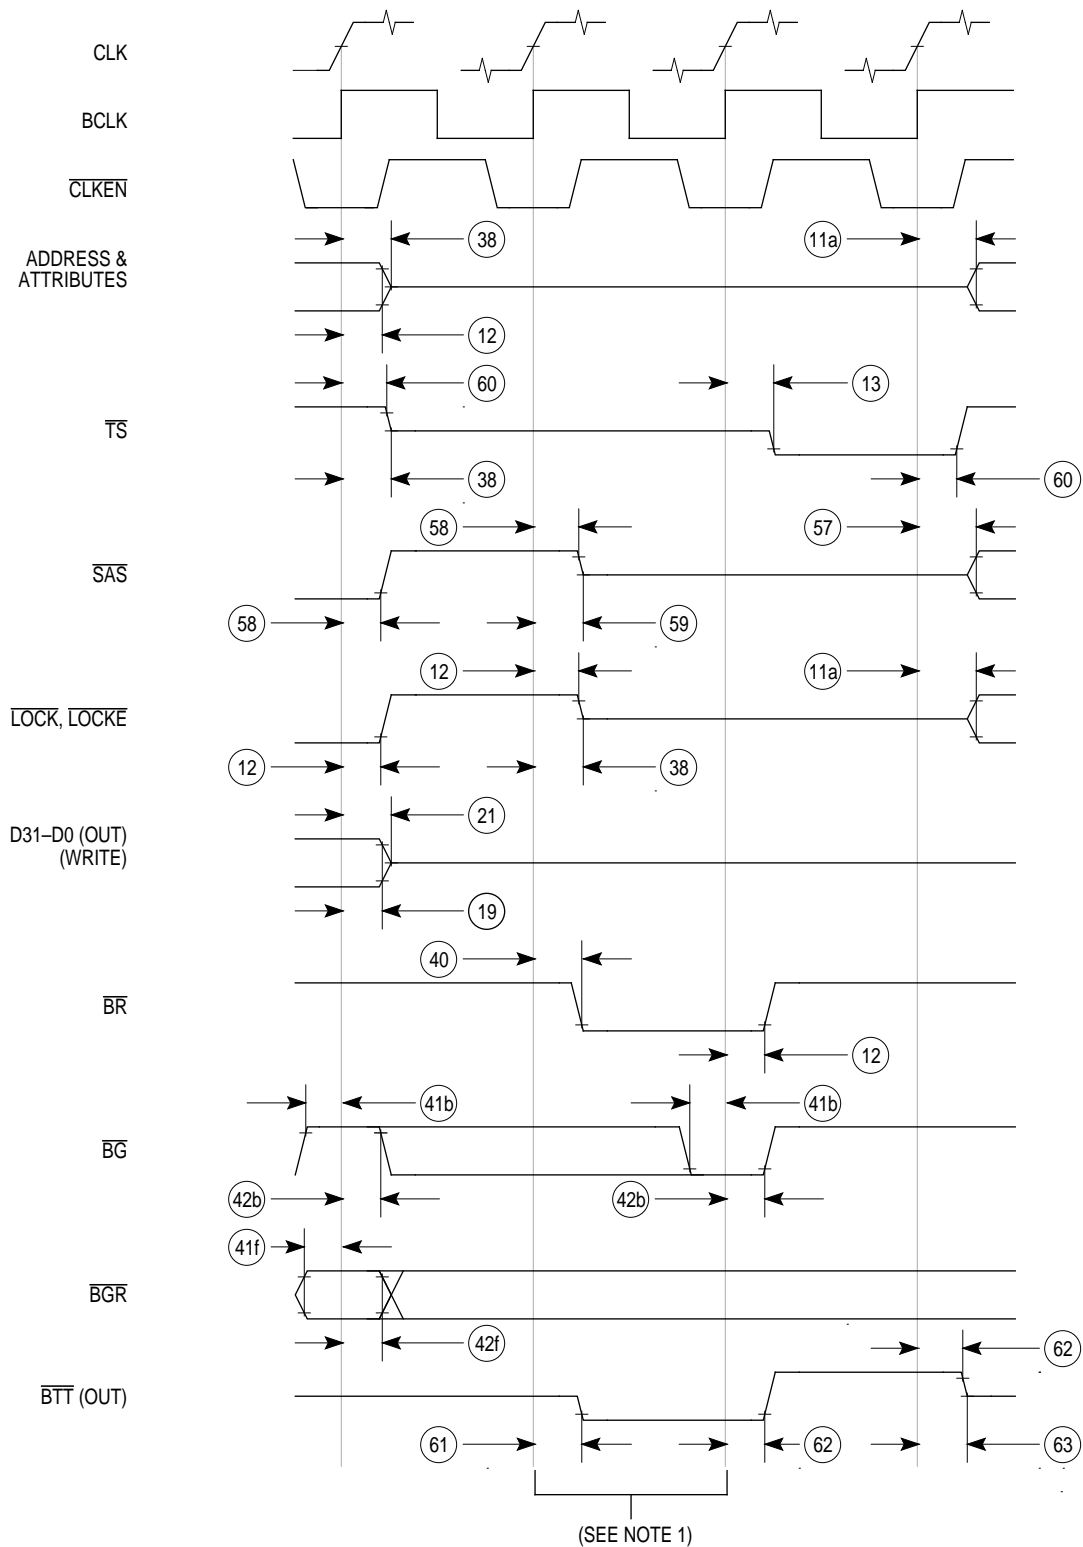 CLK
BCLK
CLKEN
38
11a
ADDRESS &
ATTRIBUTES
12
60
13
TS
38
60
58
57
SAS
58
59
12
11a
LOCK, LOCKE
12
38
21
D31–D0 (OUT)
(WRITE)
19
40
BR
12
41b
41b
BG
42b
42b
41f
BGR
42f
62
BTT (OUT)
61
62
63
(SEE NOTE 1)